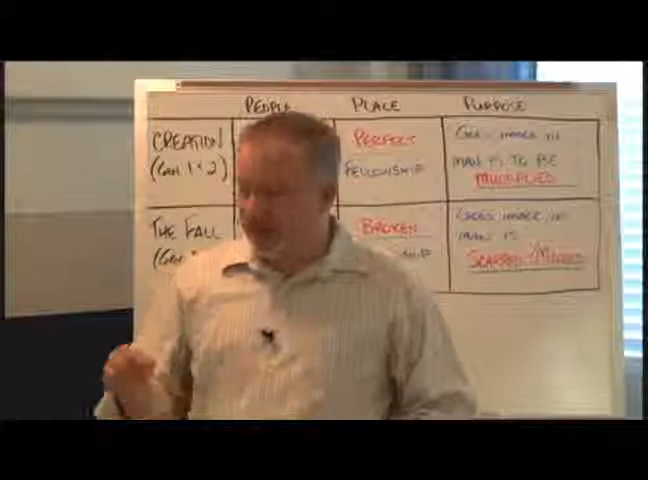 PEOPLE PLACE PURPOSE
CREATION PERFECT GOD'S IMAGE IN
(GEN 1+2) FELLOWSHIP MAN IS TO BE
MULTIPLIED
THE FALL BROKEN GOD'S IMAGE IN
MAN IS
(GEN SCARRED/MARRED